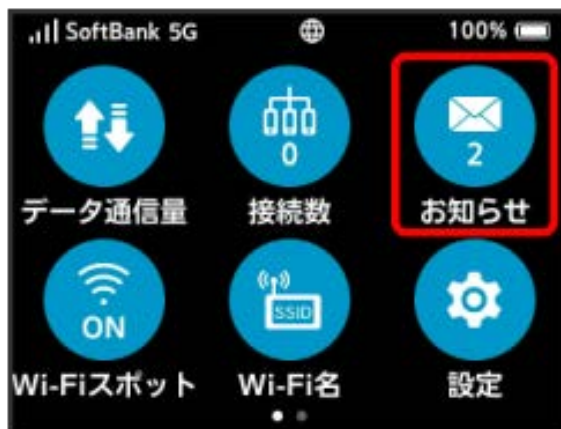 SoftBank 5G 100%
0 2
データ通信量 接続数 お知らせ
ON SSID
Wi-Fiスポット Wi-Fi名 設定